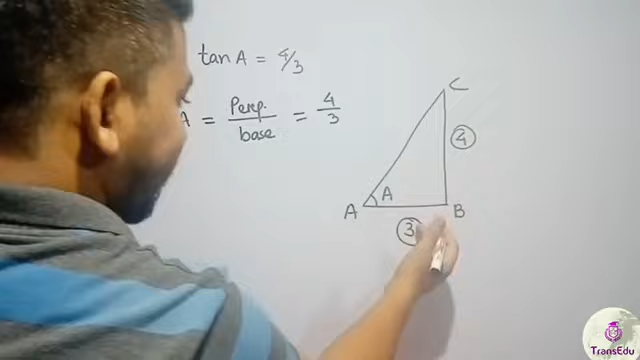 tan A = 4/3
A = Perp. / base = 4/3
C
4
A
A
B
3
TransEdu